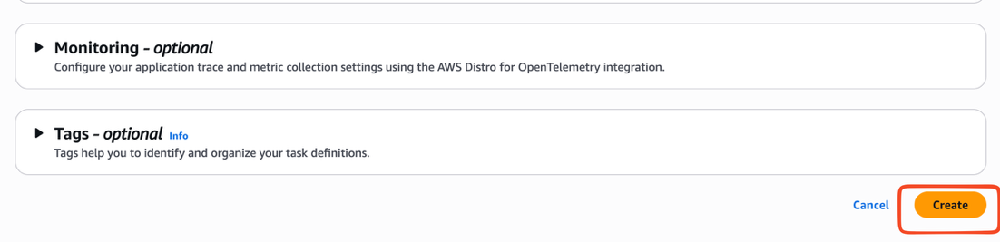 Monitoring - optional
Configure your application trace and metric collection settings using the AWS Distro for OpenTelemetry integration.
Tags - optional Info
Tags help you to identify and organize your task definitions.
Cancel Create